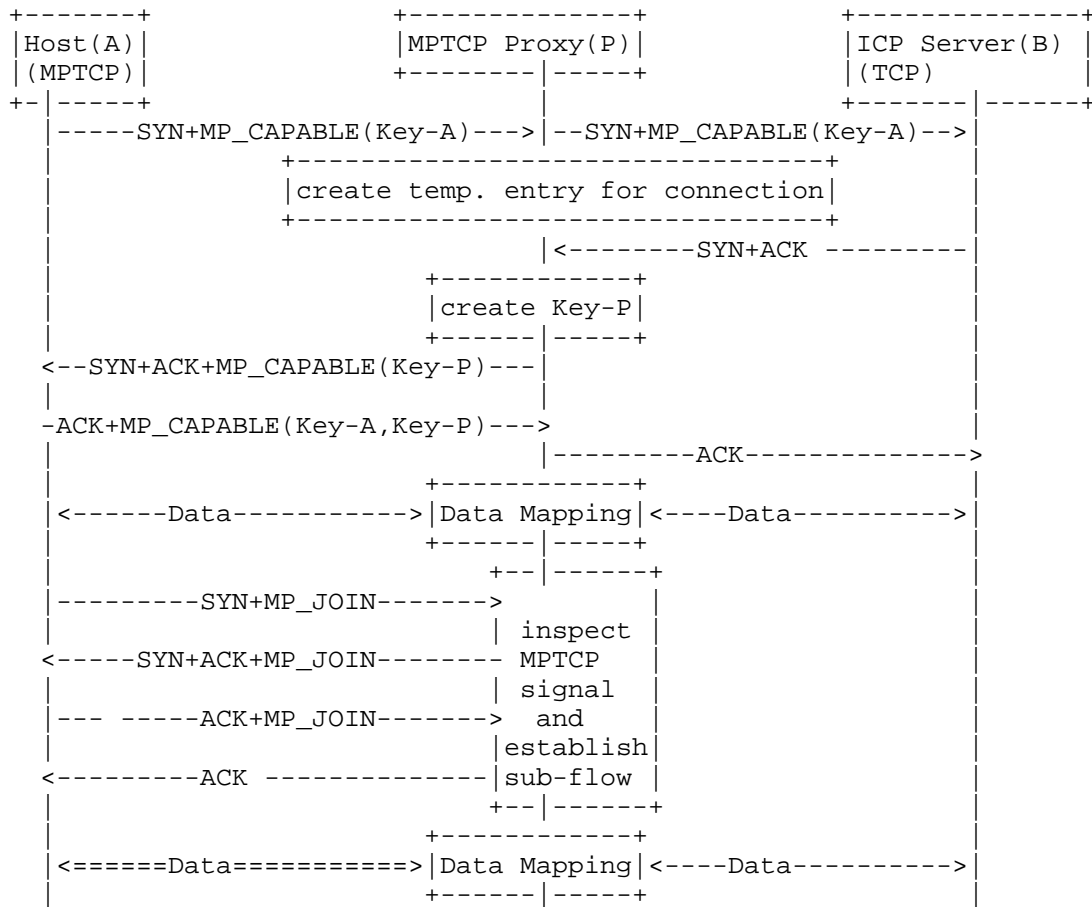 +-------+ +--------------+ +--------------+
|Host(A)| |MPTCP Proxy(P)| |ICP Server(B) |
|(MPTCP)| +--------|-----+ |(TCP) |
+-|-----+ | +-------|------+
|-----SYN+MP_CAPABLE(Key-A)--->|--SYN+MP_CAPABLE(Key-A)-->|
| +-------------------------------+ |
| |create temp. entry for connection| |
| +-------------------------------+ |
| |<--------SYN+ACK ---------|
| +------------+ |
| |create Key-P| |
| +------|-----+ |
<--SYN+ACK+MP_CAPABLE(Key-P)---| |
| | |
-ACK+MP_CAPABLE(Key-A,Key-P)---> |
| |---------ACK------------->
| +------------+ |
|<------Data----------->|Data Mapping|<----Data---------->|
| +------|-----+ |
| +--|------+ |
|---------SYN+MP_JOIN-------> | |
| | inspect | |
<-----SYN+ACK+MP_JOIN-------- MPTCP | |
| | signal | |
|--- -----ACK+MP_JOIN-------> and | |
| |establish| |
<---------ACK --------------|sub-flow | |
| +--|------+ |
| +------------+ |
|<======Data===========>|Data Mapping|<----Data---------->|
| +------|-----+ |